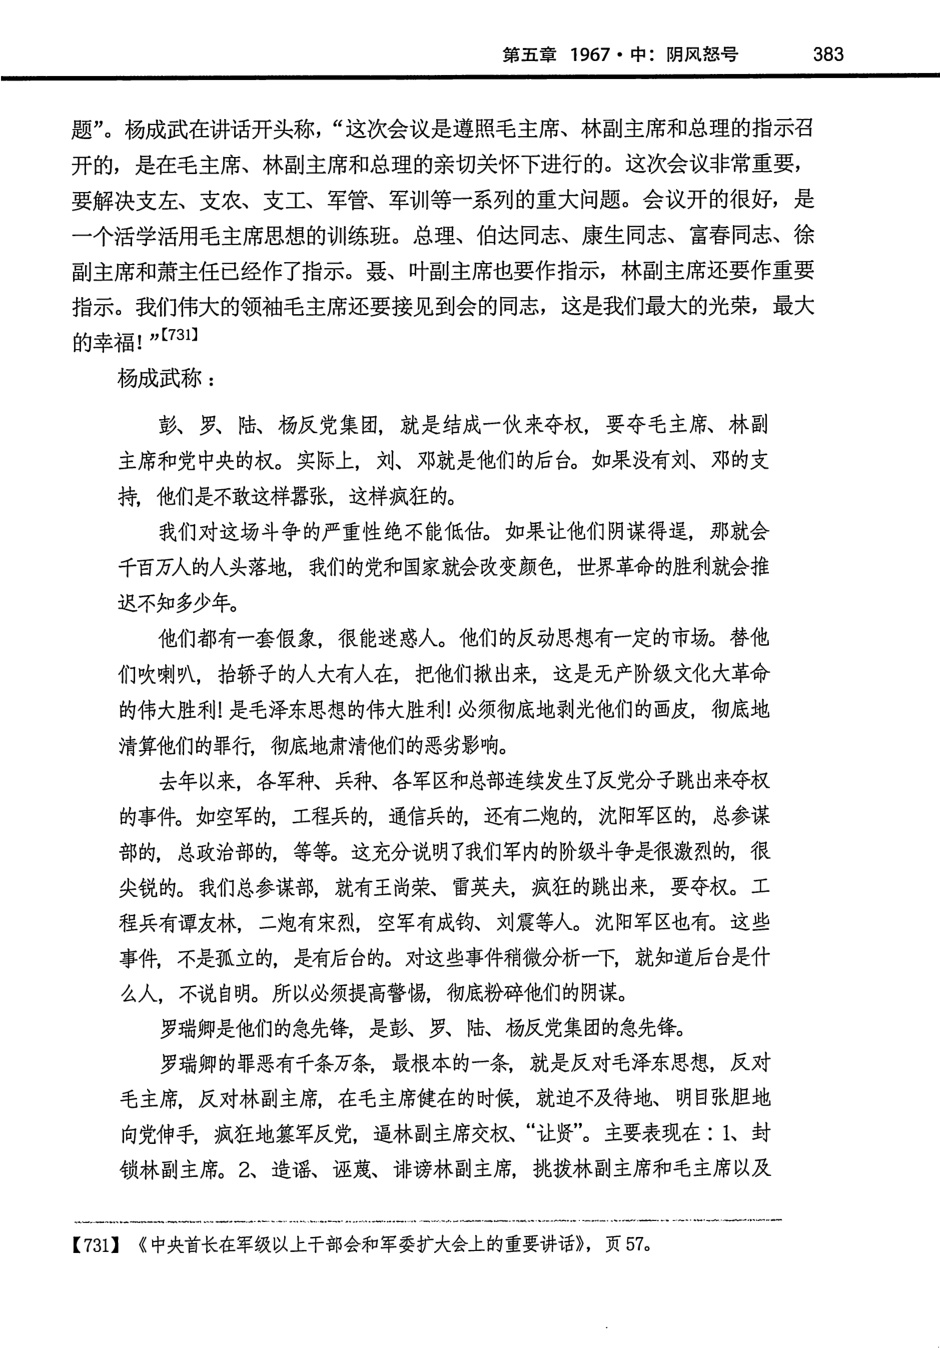 第五章 1967·中：阴风怒号 383
题”。杨成武在讲话开头称，“这次会议是遵照毛主席、林副主席和总理的指示召
开的，是在毛主席、林副主席和总理的亲切关怀下进行的。这次会议非常重要，
要解决支左、支农、支工、军管、军训等一系列的重大问题。会议开的很好，是
一个活学活用毛主席思想的训练班。总理、伯达同志、康生同志、富春同志、徐
副主席和萧主任已经作了指示。聂、叶副主席也要作指示，林副主席还要作重要
指示。我们伟大的领袖毛主席还要接见到会的同志，这是我们最大的光荣，最大
的幸福！”【731】
杨成武称：
彭、罗、陆、杨反党集团，就是结成一伙来夺权，要夺毛主席、林副
主席和党中央的权。实际上，刘、邓就是他们的后台。如果没有刘、邓的支
持，他们是不敢这样嚣张，这样疯狂的。
我们对这场斗争的严重性绝不能低估。如果让他们阴谋得逞，那就会
千百万人的人头落地，我们的党和国家就会改变颜色，世界革命的胜利就会推
迟不知多少年。
他们都有一套假象，很能迷惑人。他们的反动思想有一定的市场。替他
们吹喇叭，抬轿子的人大有人在，把他们揪出来，这是无产阶级文化大革命
的伟大胜利！是毛泽东思想的伟大胜利！必须彻底地剥光他们的画皮，彻底地
清算他们的罪行，彻底地肃清他们的恶劣影响。
去年以来，各军种、兵种、各军区和总部连续发生了反党分子跳出来夺权
的事件。如空军的，工程兵的，通信兵的，还有二炮的，沈阳军区的，总参谋
部的，总政治部的，等等。这充分说明了我们军内的阶级斗争是很激烈的，很
尖锐的。我们总参谋部，就有王尚荣、雷英夫，疯狂的跳出来，要夺权。工
程兵有谭友林，二炮有宋烈，空军有成钧、刘震等人。沈阳军区也有。这些
事件，不是孤立的，是有后台的。对这些事件稍微分析一下，就知道后台是什
么人，不说自明。所以必须提高警惕，彻底粉碎他们的阴谋。
罗瑞卿是他们的急先锋，是彭、罗、陆、杨反党集团的急先锋。
罗瑞卿的罪恶有千条万条，最根本的一条，就是反对毛泽东思想，反对
毛主席，反对林副主席，在毛主席健在的时候，就迫不及待地、明目张胆地
向党伸手，疯狂地篡军反党，逼林副主席交权、“让贤”。主要表现在：1、封
锁林副主席。2、造谣、诬蔑、诽谤林副主席，挑拨林副主席和毛主席以及
【731】《中央首长在军级以上干部会和军委扩大会上的重要讲话》，页 57。